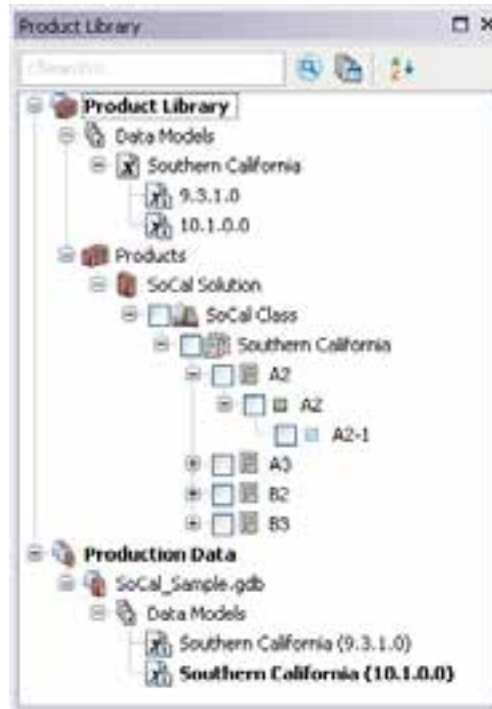 Product Library
Product Library
Data Models
Southern California
9.3.1.0
10.1.0.0
Products
SoCal Solution
SoCal Class
Southern California
A2
A2
A2-1
A3
B2
B3
Production Data
SoCal_Sample.gdb
Data Models
Southern California (9.3.1.0)
Southern California (10.1.0.0)